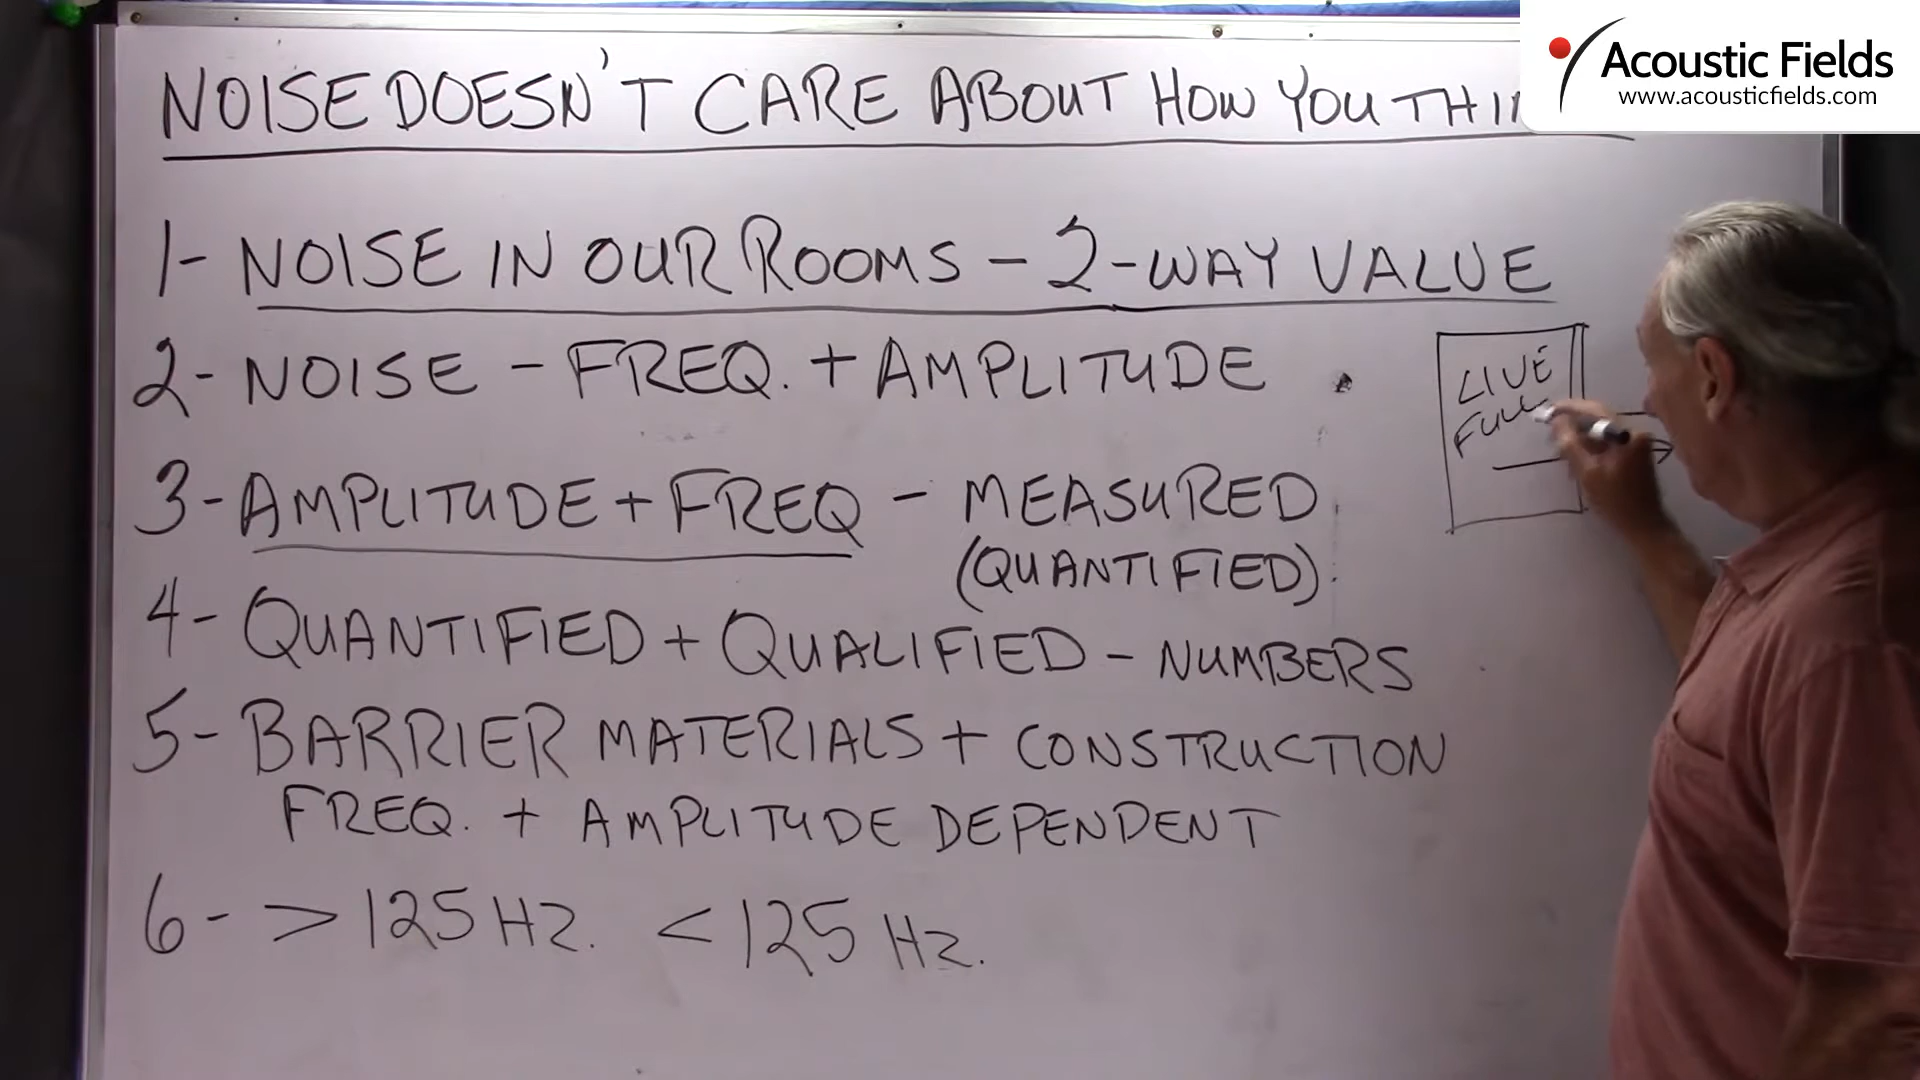 Acoustic Fields
www.acousticfields.com
NOISE DOESN'T CARE ABOUT HOW YOU THI
1- NOISE IN OUR ROOMS - 2-WAY VALUE
2- NOISE - FREQ. + AMPLITUDE
LIVE
FULL
3- AMPLITUDE + FREQ - MEASURED
(QUANTIFIED)
4- QUANTIFIED + QUALIFIED - NUMBERS
5- BARRIER MATERIALS + CONSTRUCTION
FREQ. + AMPLITUDE DEPENDENT
6- > 125 HZ. < 125 HZ.